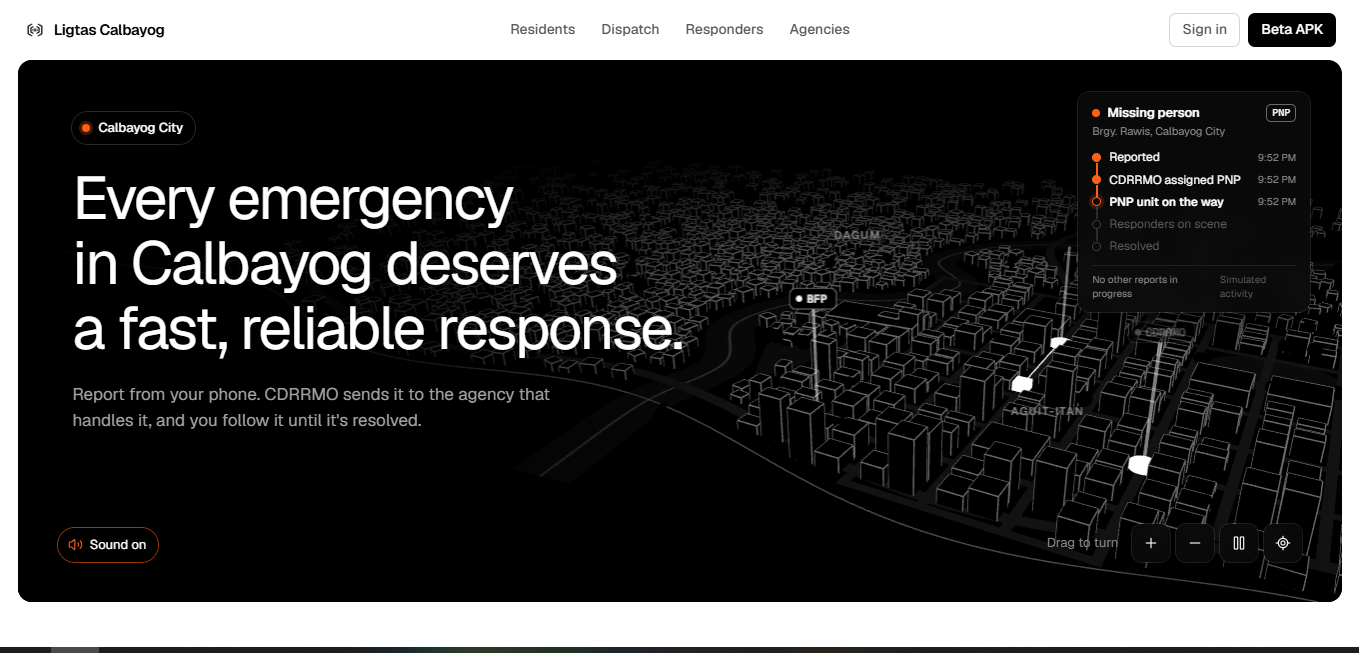 Ligtas Calbayog
Residents
Dispatch
Responders
Agencies
Sign in
Beta APK
Calbayog City
Every emergency
in Calbayog deserves
a fast, reliable response.
Report from your phone. CDRRMO sends it to the agency that
handles it, and you follow it until it's resolved.
Sound on
Missing person
PNP
Brgy. Rawis, Calbayog City
Reported 9:52 PM
CDRRMO assigned PNP 9:52 PM
PNP unit on the way 9:52 PM
Responders on scene
Resolved
No other reports in
progress
Simulated
activity
DAGUM
BFP
CDRRMO
AGUIT-ITAN
Drag to turn